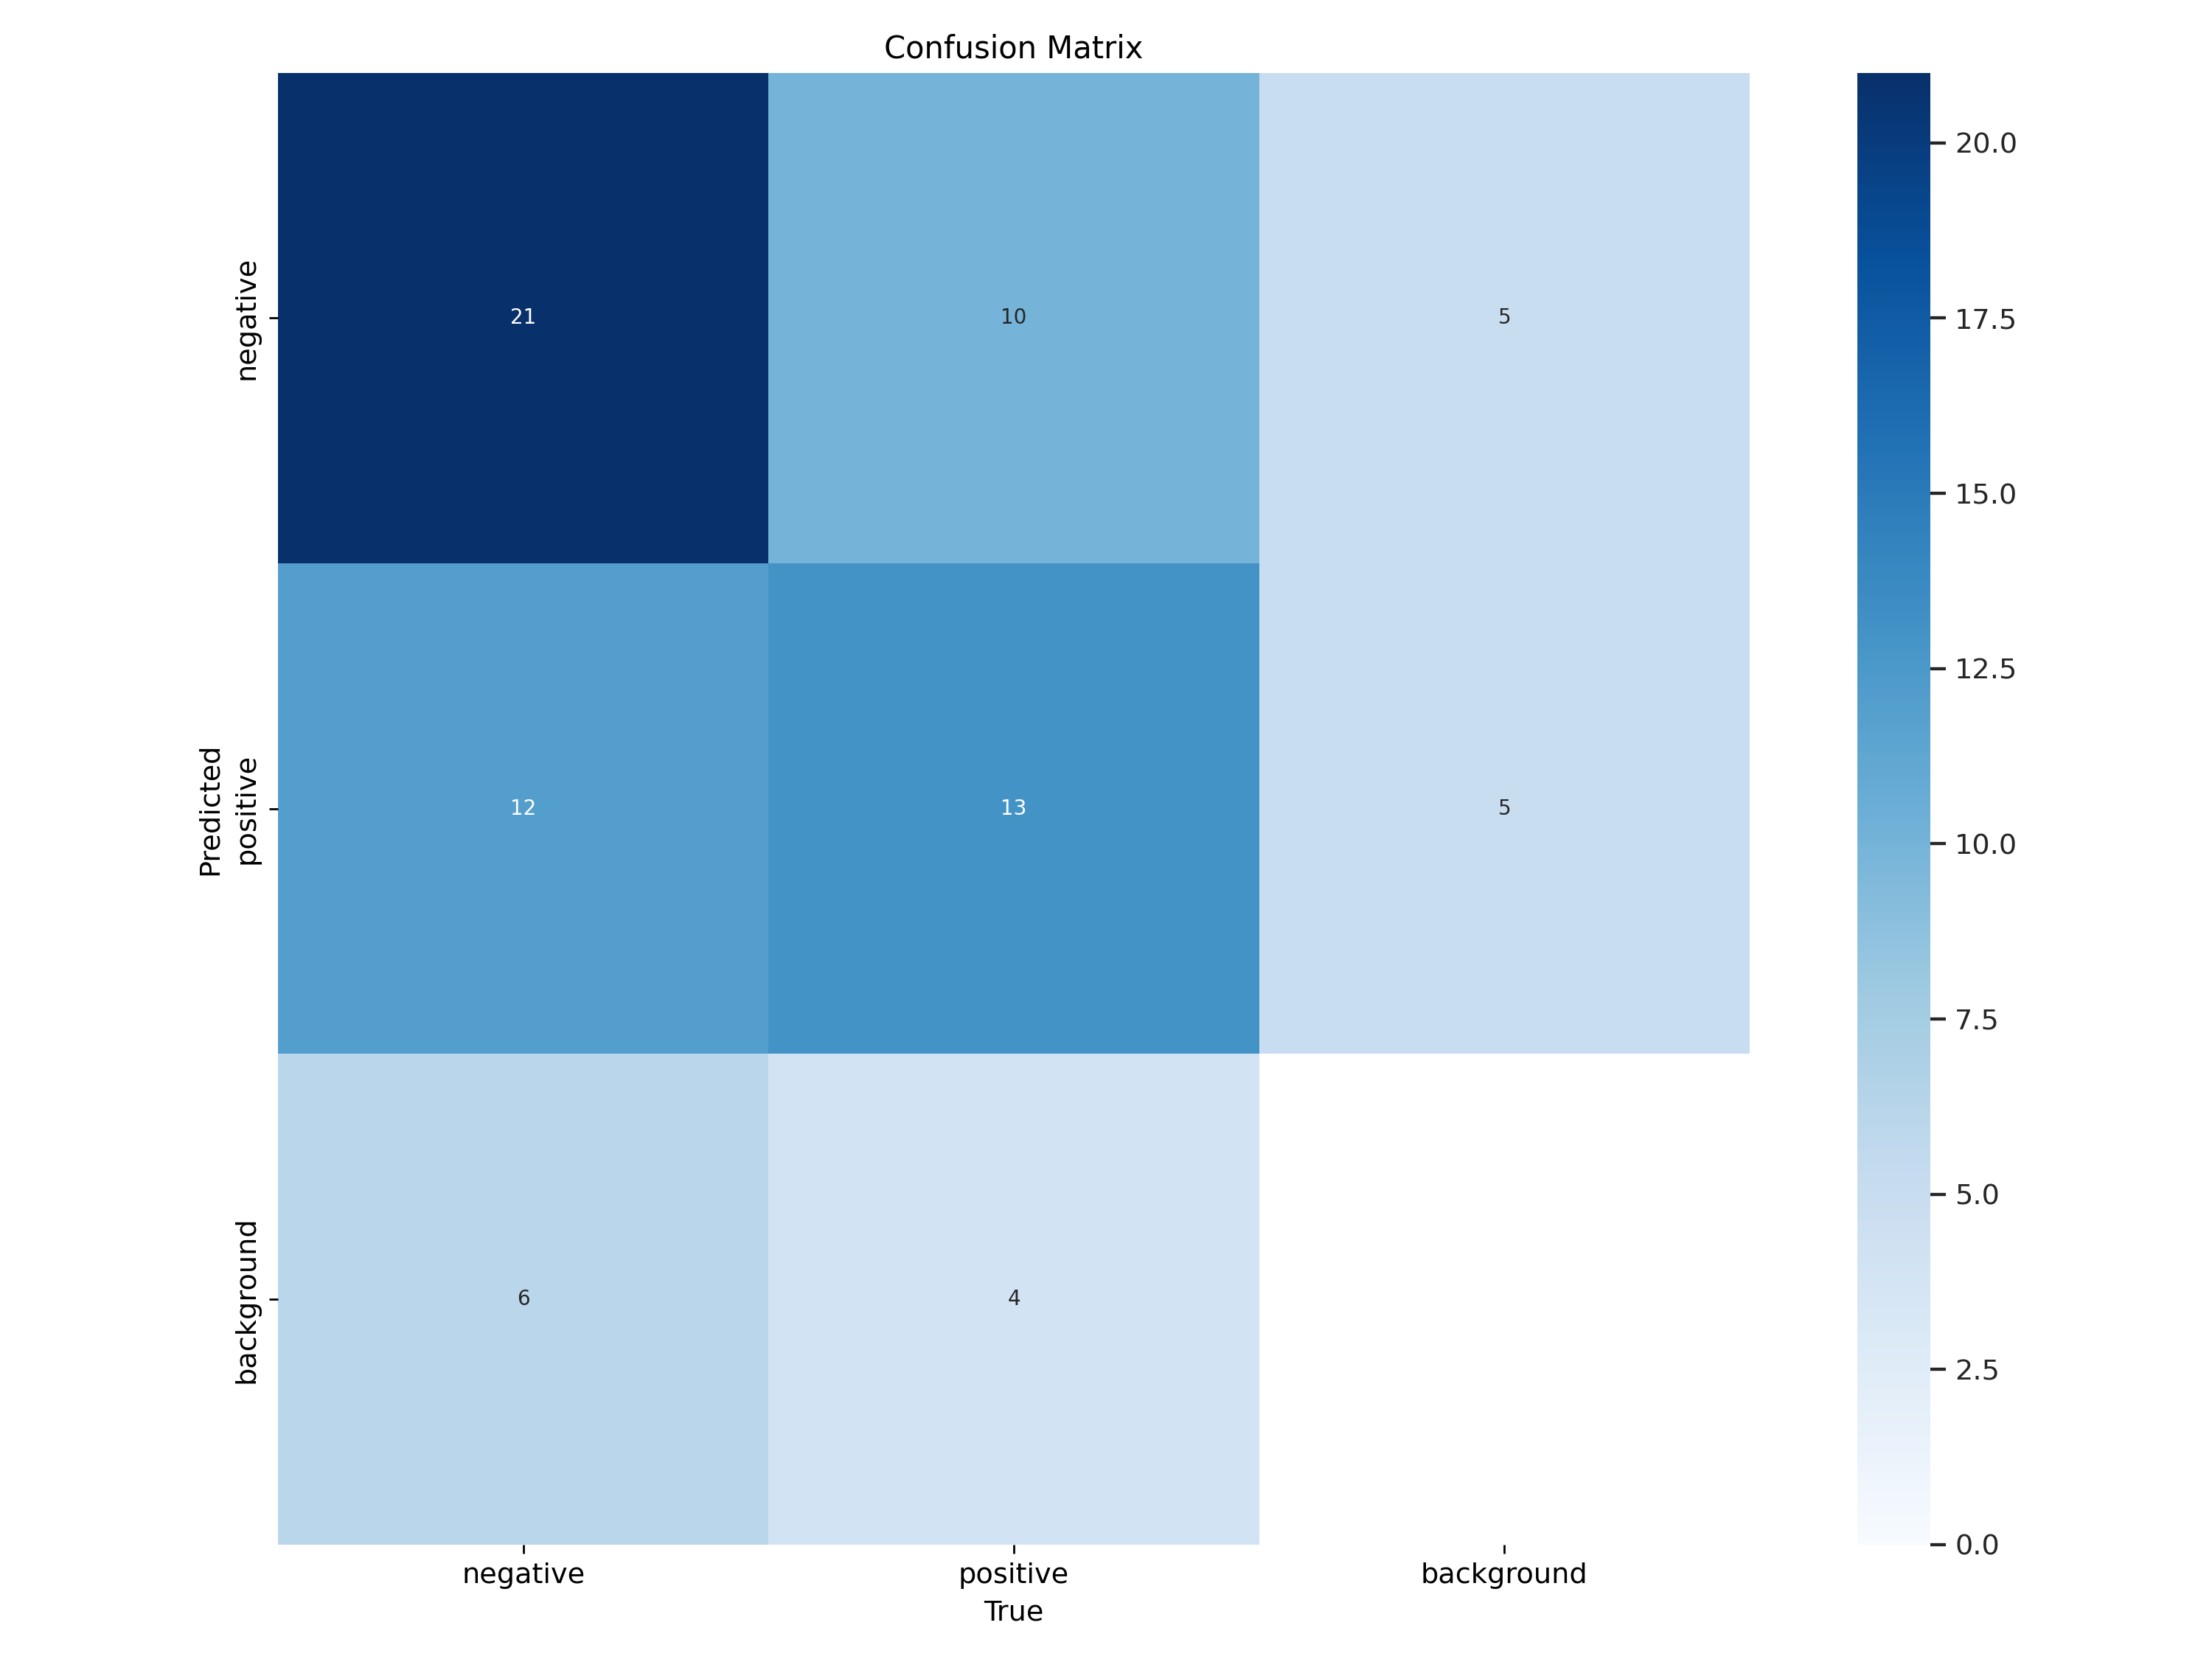 Confusion Matrix
negative
21
10
5
Predicted
positive
12
13
5
background
6
4
negative
positive
background
True
20.0
17.5
15.0
12.5
10.0
7.5
5.0
2.5
0.0